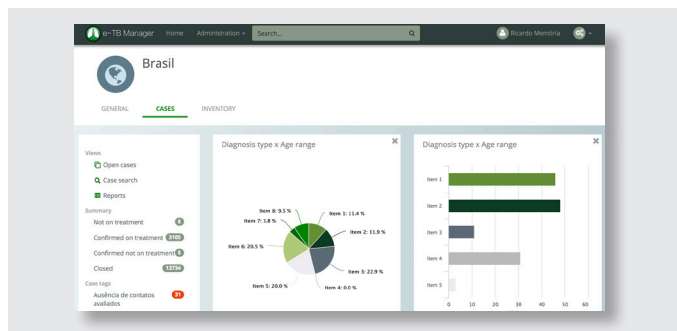 e-TB Manager Home Administration Search... Ricardo Memória
Brasil
GENERAL CASES INVENTORY
Views
Open cases
Case search
Reports
Summary
Not on treatment
Confirmed on treatment 3105
Confirmed not on treatment
Closed 13734
Case tags
Ausência de contatos
avaliados
31
Diagnosis type x Age range
Item 8: 9.5 %
Item 1: 11.4 %
Item 7: 3.8 %
Item 2: 11.9 %
Item 6: 20.5 %
Item 3: 22.9 %
Item 5: 20.0 %
Item 4: 0.0 %
Diagnosis type x Age range
Item 1
Item 2
Item 3
Item 4
Item 5
0 10 20 30 40 50 60